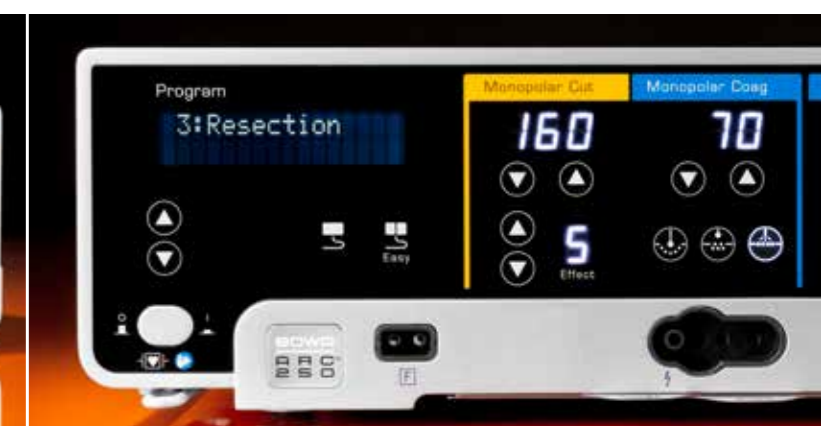 Program
3:Resection
Monopolar Cut
Monopolar Coag
160
70
5
Effect
Easy
O
I
BOWA
ARC
250
F